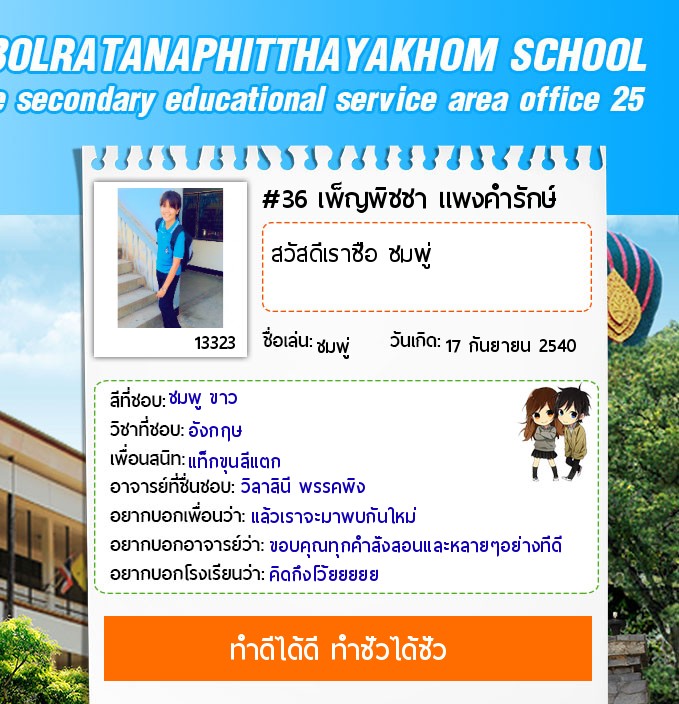 BOLRATANAPHITTHAYAKHOM SCHOOL
e secondary educational service area office 25
#36 เพ็ญพิชชา แพงคำรักษ์
สวัสดีเราชื่อ ชมพู่
13323
ชื่อเล่น: ชมพู่ วันเกิด: 17 กันยายน 2540
สีที่ชอบ: ชมพู ขาว
วิชาที่ชอบ: อังกฤษ
เพื่อนสนิท: แท็กขุนสีแตก
อาจารย์ที่ชื่นชอบ: วิลาสินี พรรคพิง
อยากบอกเพื่อนว่า: แล้วเราจะมาพบกันใหม่
อยากบอกอาจารย์ว่า: ขอบคุณทุกคำสั่งสอนและหลายๆอย่างที่ดี
อยากบอกโรงเรียนว่า: คิดถึงโว้ยยยยย
ทำดีได้ดี ทำชั่วได้ชั่ว